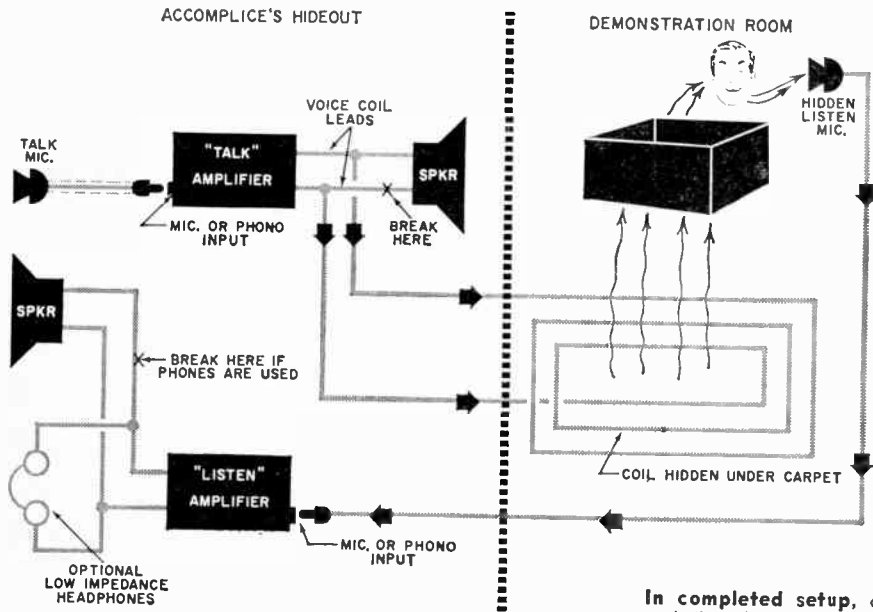 ACCOMPLICE'S HIDEOUT
DEMONSTRATION ROOM
VOICE COIL
LEADS
HIDDEN
LISTEN
MIC.
TALK
MIC.
"TALK"
AMPLIFIER
SPKR
MIC. OR PHONO
INPUT
BREAK
HERE
SPKR
BREAK HERE IF
PHONES ARE USED
"LISTEN"
AMPLIFIER
COIL HIDDEN UNDER CARPET
MIC. OR PHONO
INPUT
OPTIONAL
LOW IMPEDANCE
HEADPHONES
In completed setup,